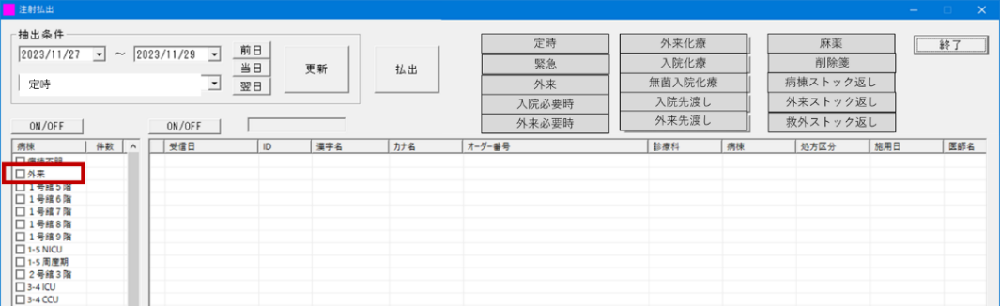 注射払出
抽出条件
2023/11/27 ～ 2023/11/29 前日
当日
翌日
更新 払出
定時
定時 外来化療 麻薬 終了
緊急 入院化療 削除箋
外来 無菌入院化療 病棟ストック返し
入院必要時 入院先渡し 外来ストック返し
外来必要時 外来先渡し 救外ストック返し
ON/OFF ON/OFF
病棟 件数 受信日 ID 漢字名 カナ名 オーダー番号 診療科 病棟 処方区分 施用日 医師名
外来
1号館5階
1号館6階
1号館7階
1号館8階
1号館9階
1-5 NICU
1-5 周産期
2号館3階
3-4 ICU
3-4 CCU